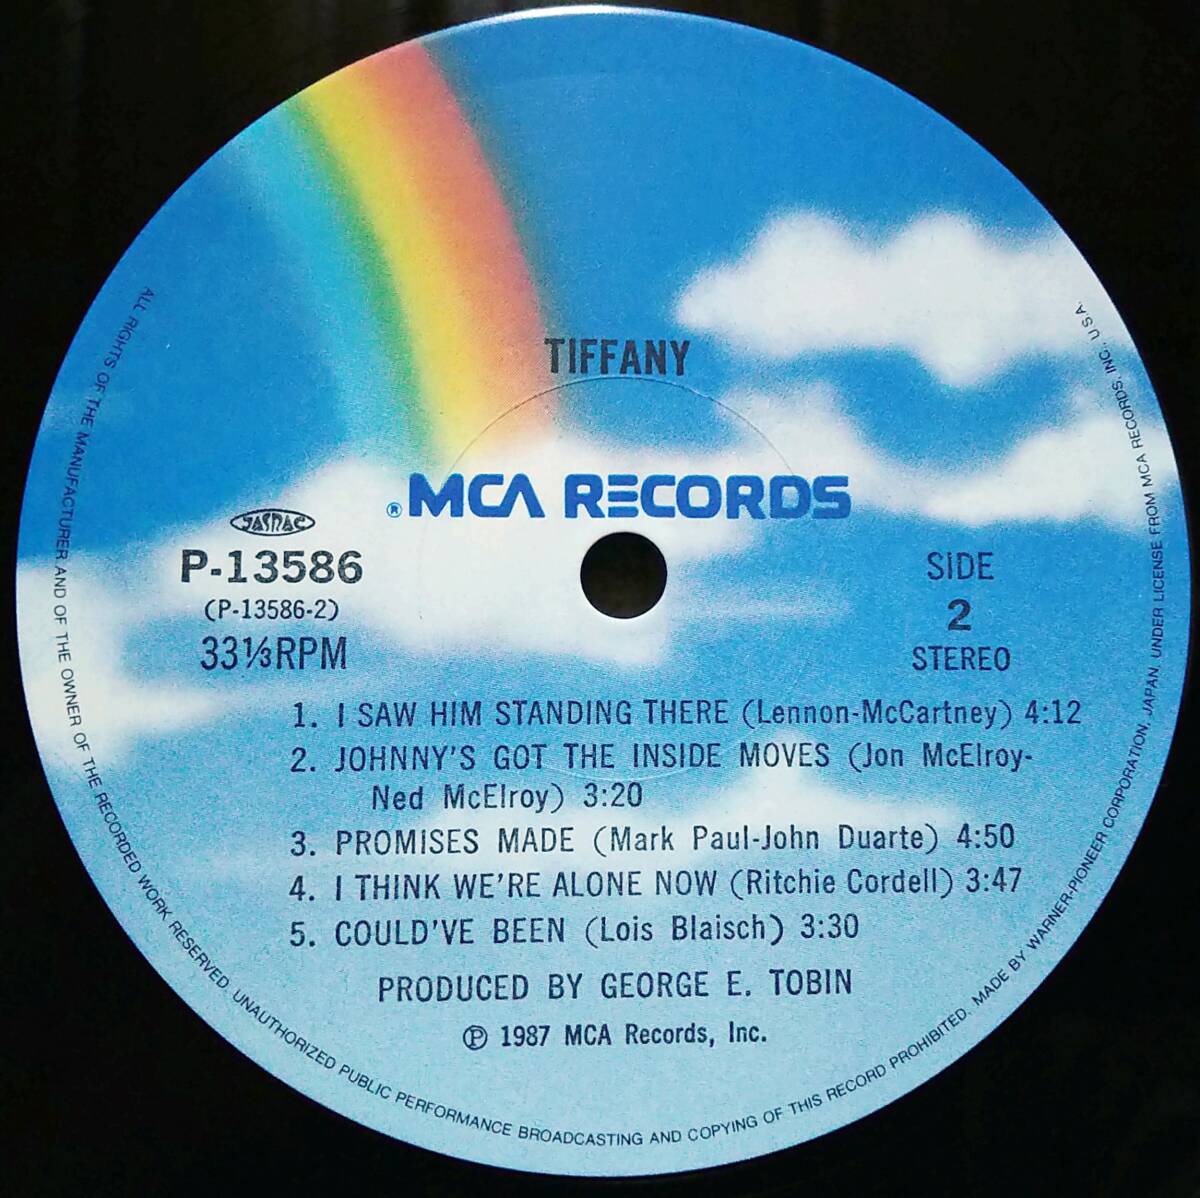 TIFFANY
® MCA RECORDS
JASRAC
P-13586
(P-13586-2)
33⅓RPM
SIDE
2
STEREO
1. I SAW HIM STANDING THERE (Lennon-McCartney) 4:12
2. JOHNNY'S GOT THE INSIDE MOVES (Jon McElroy-
Ned McElroy) 3:20
3. PROMISES MADE (Mark Paul-John Duarte) 4:50
4. I THINK WE'RE ALONE NOW (Ritchie Cordell) 3:47
5. COULD'VE BEEN (Lois Blaisch) 3:30
PRODUCED BY GEORGE E. TOBIN
℗ 1987 MCA Records, Inc.
ALL RIGHTS OF THE MANUFACTURER AND OF THE OWNER OF THE RECORDED WORK RESERVED. UNAUTHORIZED PUBLIC PERFORMANCE BROADCASTING AND COPYING OF THIS RECORD PROHIBITED. MADE BY WARNER-PIONEER CORPORATION, JAPAN. UNDER LICENSE FROM MCA RECORDS, INC., U.S.A.